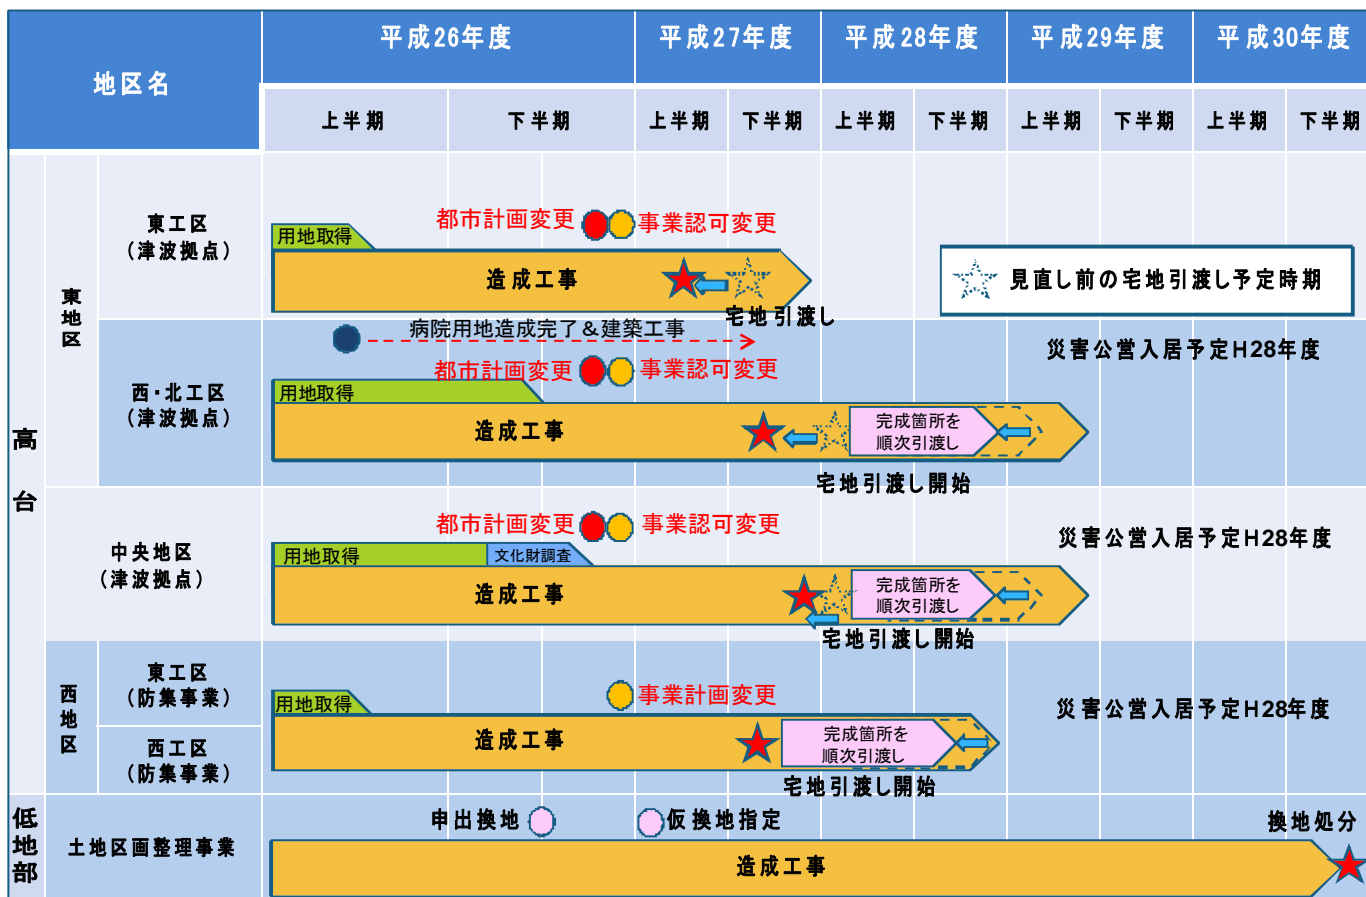 地区名
平成26年度
平成27年度
平成28年度
平成29年度
平成30年度
上半期
下半期
上半期
下半期
上半期
下半期
上半期
下半期
上半期
下半期
高台
東地区
東工区
(津波拠点)
都市計画変更
事業認可変更
用地取得
造成工事
宅地引渡し
見直し前の宅地引渡し予定時期
病院用地造成完了&建築工事
西・北工区
(津波拠点)
都市計画変更
事業認可変更
災害公営入居予定H28年度
用地取得
造成工事
完成箇所を
順次引渡し
宅地引渡し開始
中央地区
(津波拠点)
都市計画変更
事業認可変更
災害公営入居予定H28年度
用地取得
文化財調査
造成工事
完成箇所を
順次引渡し
宅地引渡し開始
西地区
東工区
(防集事業)
西工区
(防集事業)
事業計画変更
災害公営入居予定H28年度
用地取得
造成工事
完成箇所を
順次引渡し
宅地引渡し開始
低地部
土地区画整理事業
申出換地
仮換地指定
換地処分
造成工事